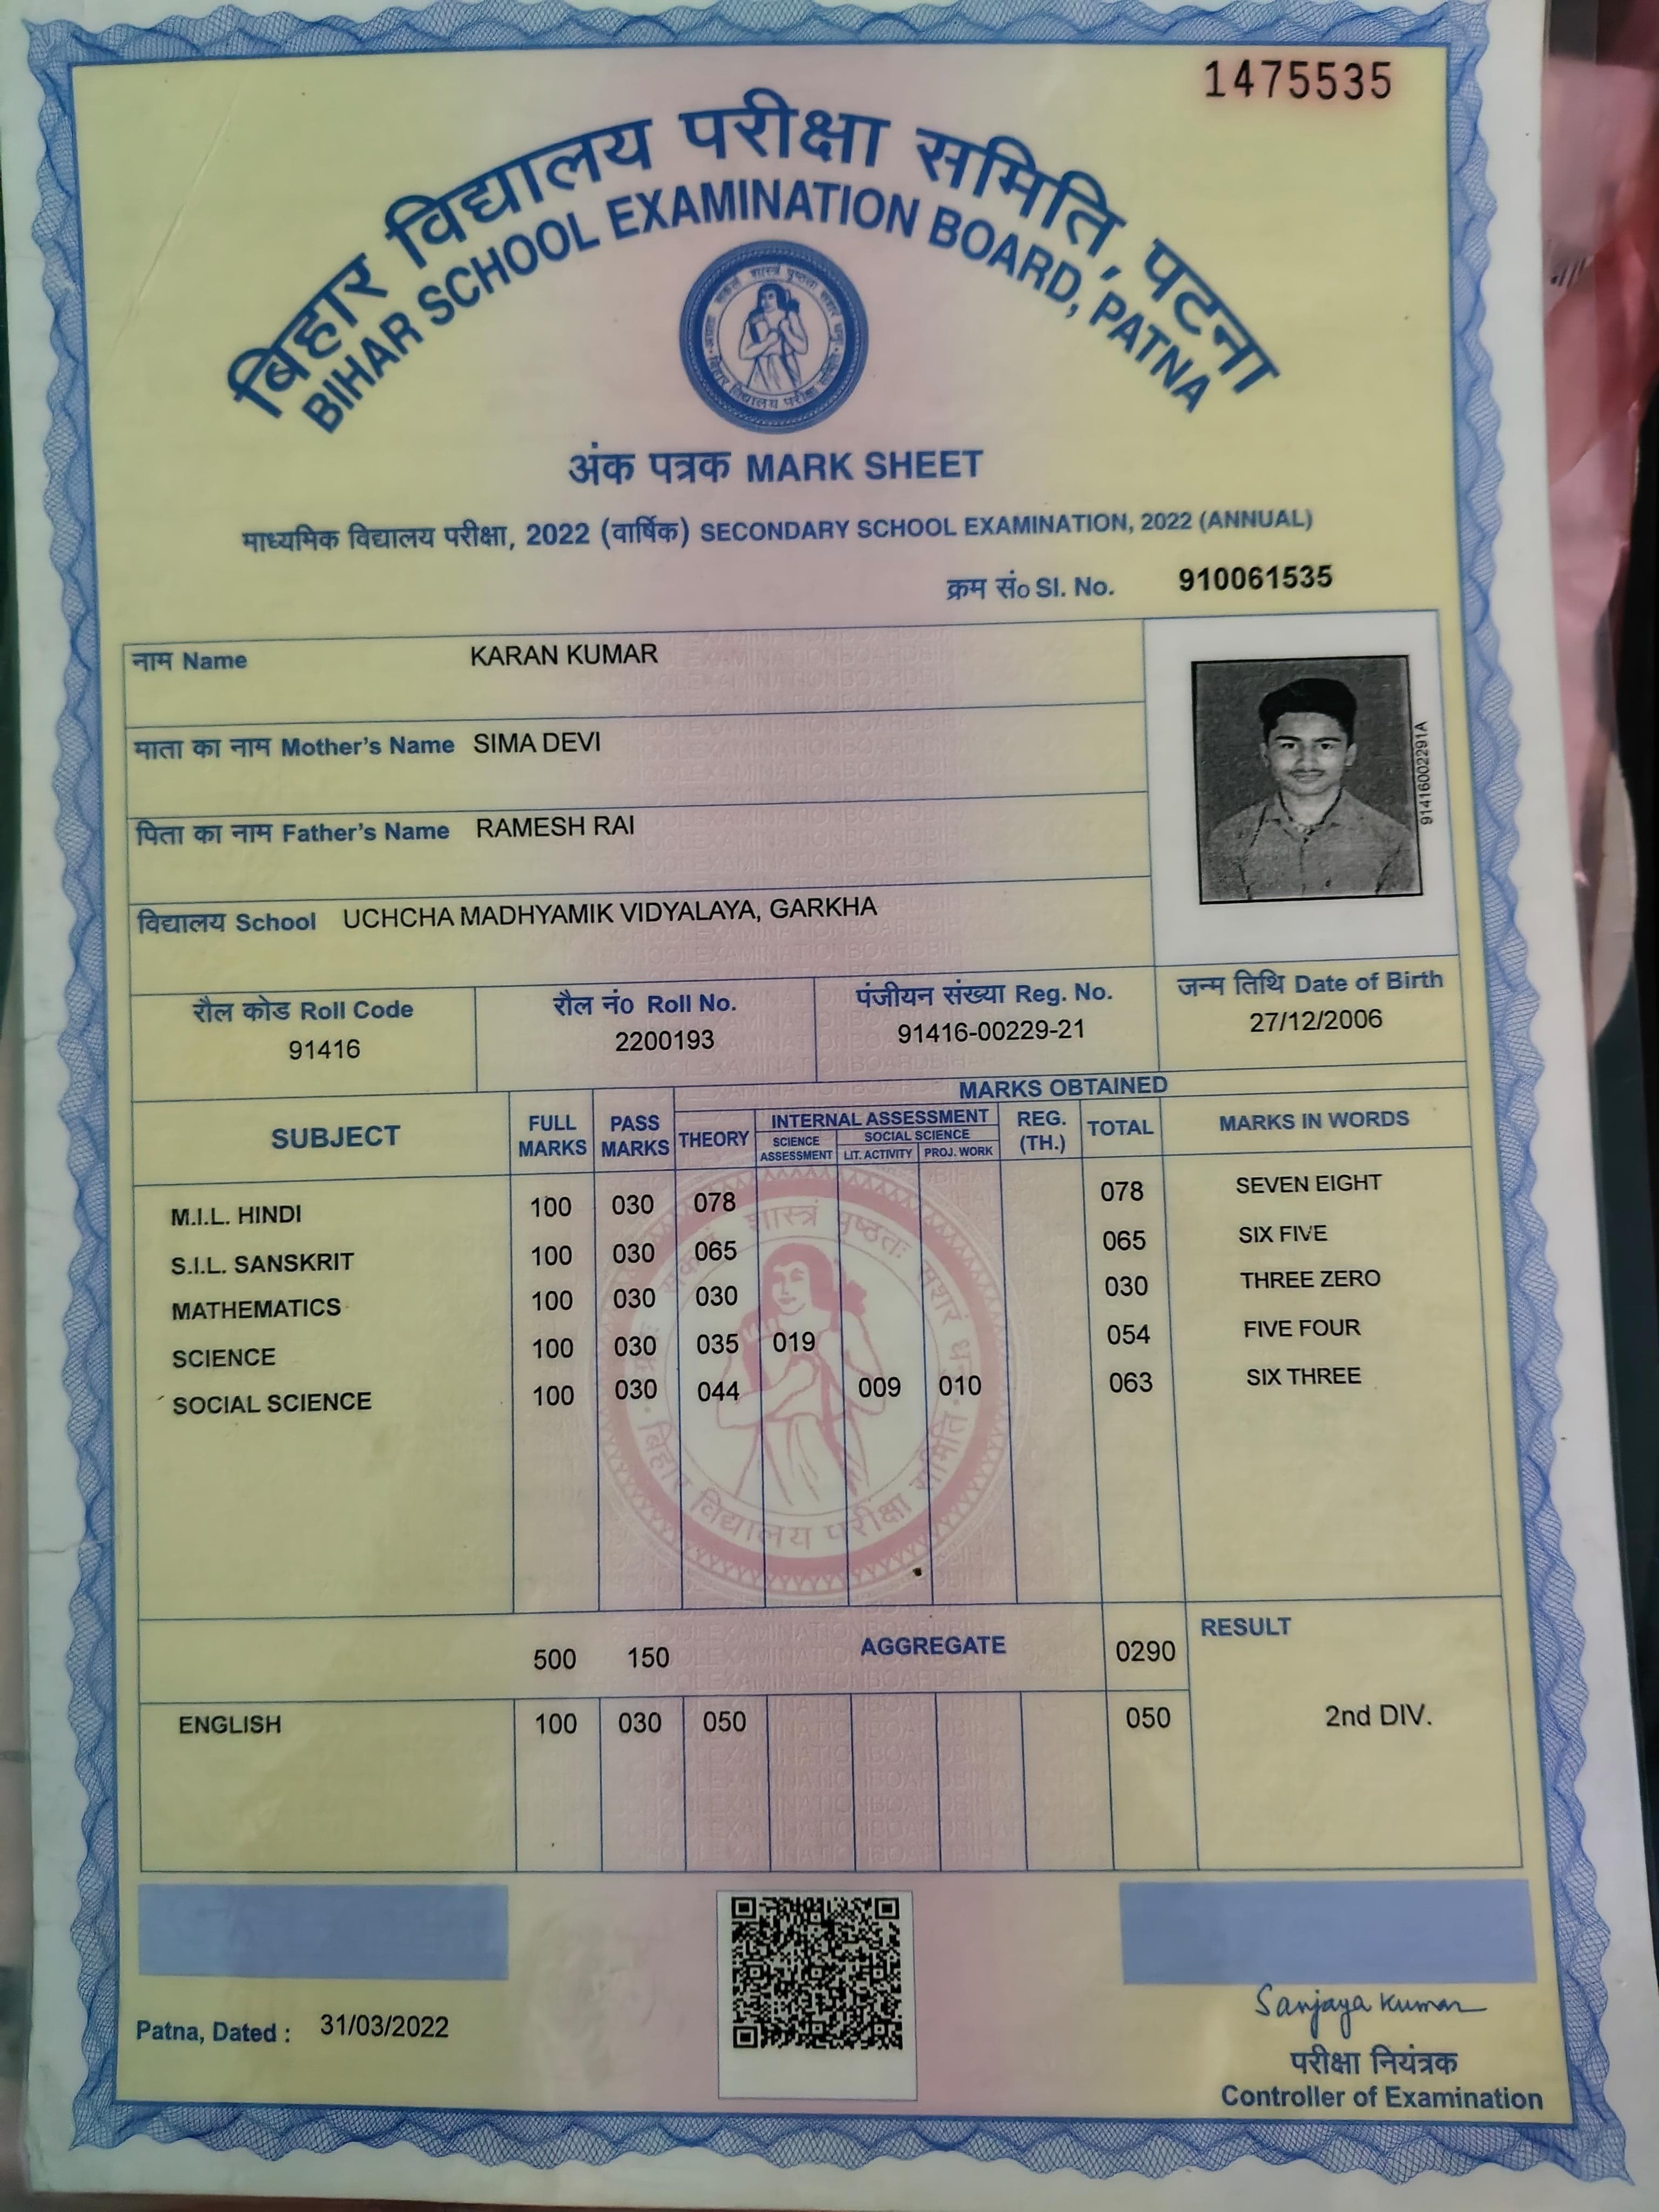 1475535
बिहार विद्यालय परीक्षा समिति, पटना
BIHAR SCHOOL EXAMINATION BOARD, PATNA
अंक पत्रक MARK SHEET
माध्यमिक विद्यालय परीक्षा, 2022 (वार्षिक) SECONDARY SCHOOL EXAMINATION, 2022 (ANNUAL)
क्रम सं० Sl. No. 910061535
नाम Name KARAN KUMAR
माता का नाम Mother's Name SIMA DEVI
पिता का नाम Father's Name RAMESH RAI
विद्यालय School UCHCHA MADHYAMIK VIDYALAYA, GARKHA
91416002291A
रौल कोड Roll Code रौल नं० Roll No. पंजीयन संख्या Reg. No. जन्म तिथि Date of Birth
91416 2200193 91416-00229-21 27/12/2006
MARKS OBTAINED
SUBJECT FULL MARKS PASS MARKS THEORY INTERNAL ASSESSMENT REG. (TH.) TOTAL MARKS IN WORDS
SCIENCE ASSESSMENT SOCIAL SCIENCE
LIT. ACTIVITY PROJ. WORK
M.I.L. HINDI 100 030 078 078 SEVEN EIGHT
S.I.L. SANSKRIT 100 030 065 065 SIX FIVE
MATHEMATICS 100 030 030 030 THREE ZERO
SCIENCE 100 030 035 019 054 FIVE FOUR
SOCIAL SCIENCE 100 030 044 009 010 063 SIX THREE
500 150 AGGREGATE 0290 RESULT
ENGLISH 100 030 050 050 2nd DIV.
Patna, Dated : 31/03/2022
Sanjaya Kumar
परीक्षा नियंत्रक
Controller of Examination